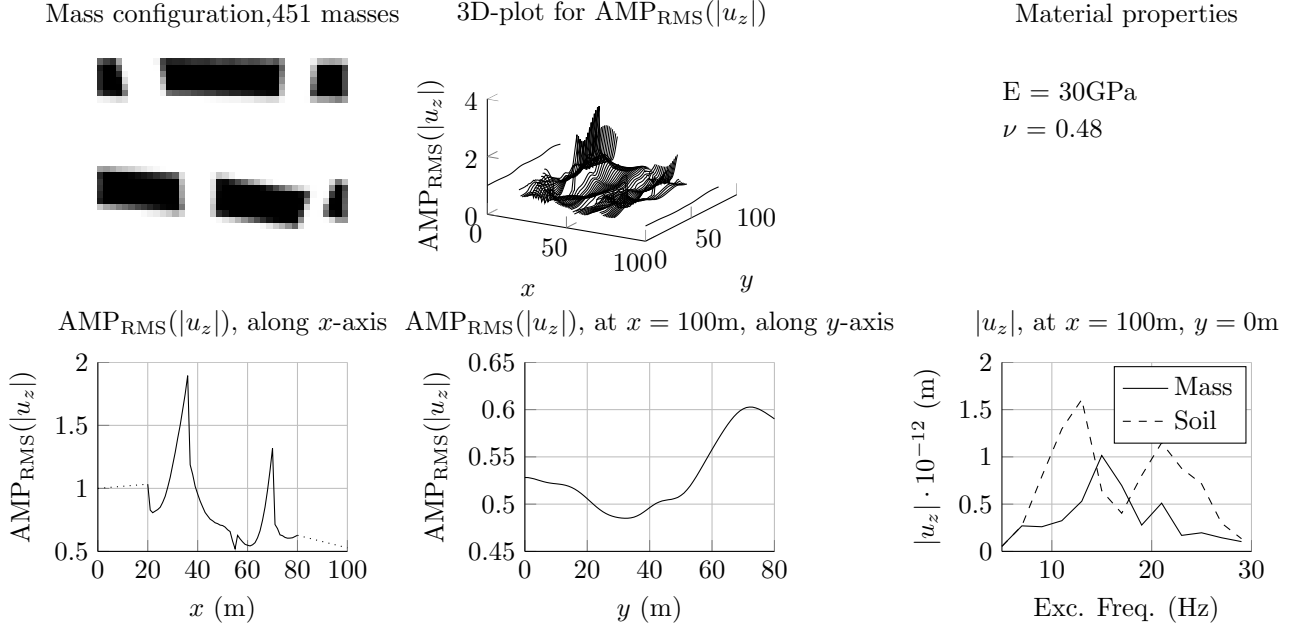 Mass configuration,451 masses
3D-plot for AMP_RMS(|u_z|)
Material properties
E = 30GPa
ν = 0.48
AMP_RMS(|u_z|)
4
2
0
0
50
100
x
0
50
100
y
AMP_RMS(|u_z|), along x-axis
AMP_RMS(|u_z|)
2
1.5
1
0.5
0 20 40 60 80 100
x (m)
AMP_RMS(|u_z|), at x = 100m, along y-axis
AMP_RMS(|u_z|)
0.65
0.6
0.55
0.5
0.45
0 20 40 60 80
y (m)
|u_z|, at x = 100m, y = 0m
|u_z| · 10^−12 (m)
2
1.5
1
0.5
0
10 20 30
Exc. Freq. (Hz)
Mass
Soil